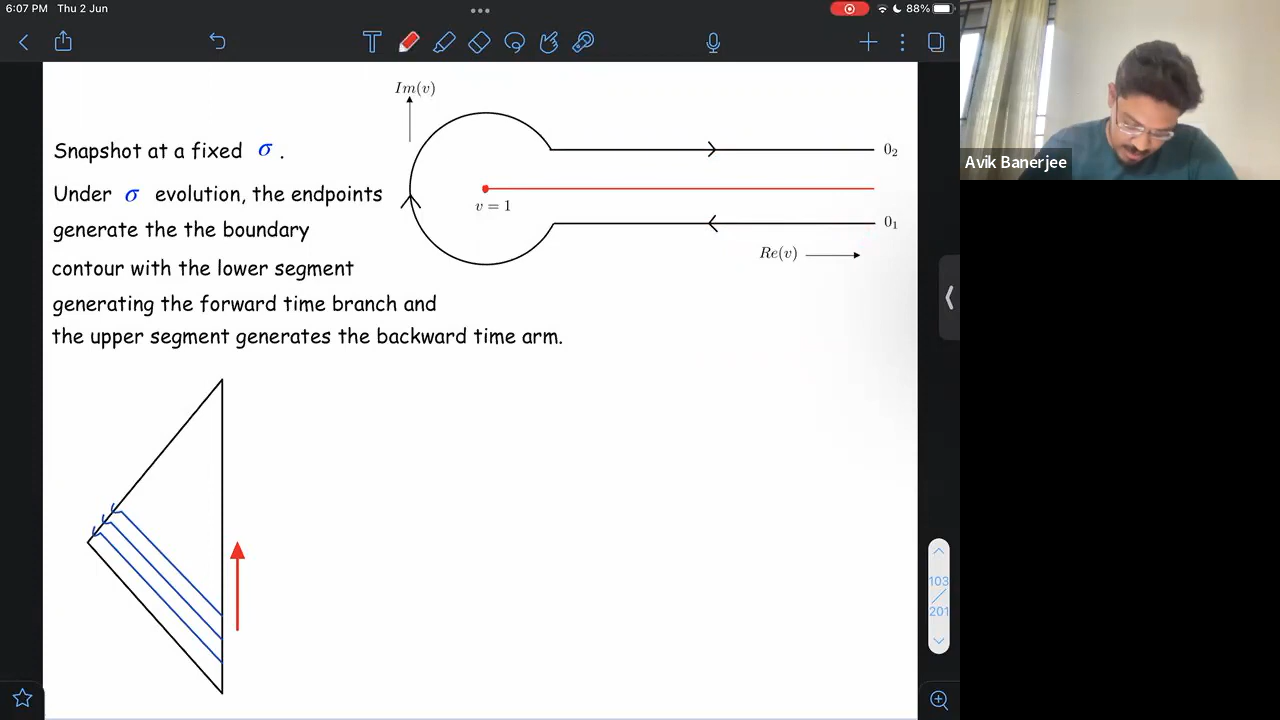 6:07 PM Thu 2 Jun
88%
T
Im(v)
Snapshot at a fixed σ .
Under σ evolution, the endpoints
generate the the boundary
contour with the lower segment
generating the forward time branch and
the upper segment generates the backward time arm.
0₂
v = 1
0₁
Re(v)
Avik Banerjee
103
201